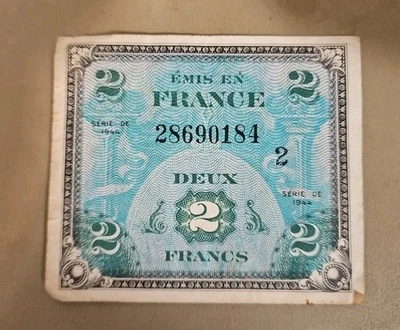 2 2
ÉMIS EN
FRANCE
SÉRIE DE
1944
28690184
2
DEUX
SÉRIE DE
1944
2 2 2
FRANCS